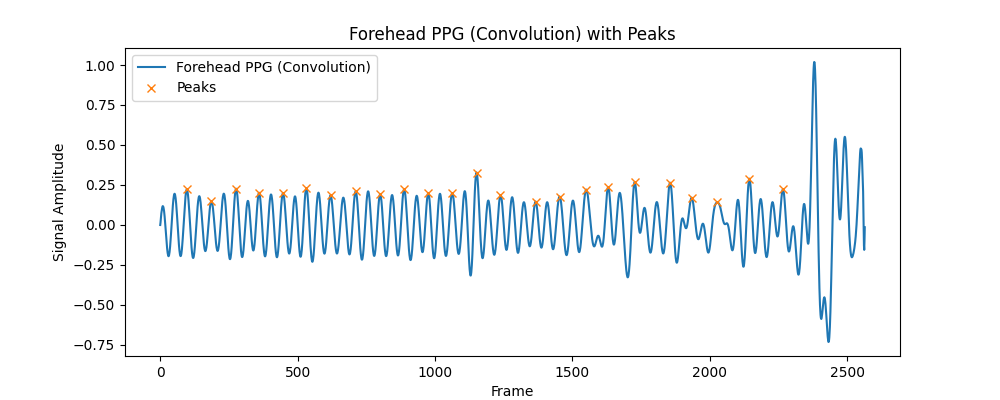 Forehead PPG (Convolution) with Peaks
Forehead PPG (Convolution)
Peaks
Signal Amplitude
1.00
0.75
0.50
0.25
0.00
−0.25
−0.50
−0.75
0 500 1000 1500 2000 2500
Frame